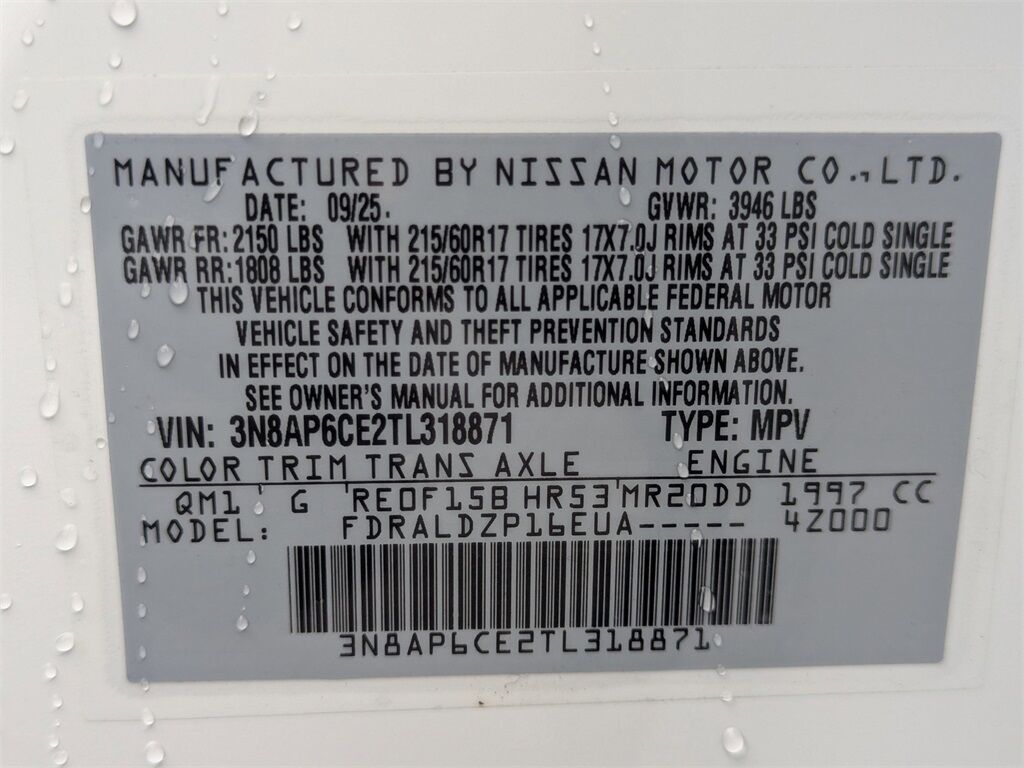 MANUFACTURED BY NISSAN MOTOR CO., LTD.
DATE: 09/25. GVWR: 3946 LBS
GAWR FR: 2150 LBS WITH 215/60R17 TIRES 17X7.0J RIMS AT 33 PSI COLD SINGLE
GAWR RR: 1808 LBS WITH 215/60R17 TIRES 17X7.0J RIMS AT 33 PSI COLD SINGLE
THIS VEHICLE CONFORMS TO ALL APPLICABLE FEDERAL MOTOR
VEHICLE SAFETY AND THEFT PREVENTION STANDARDS
IN EFFECT ON THE DATE OF MANUFACTURE SHOWN ABOVE.
SEE OWNER'S MANUAL FOR ADDITIONAL INFORMATION.
VIN: 3N8AP6CE2TL318871 TYPE: MPV
COLOR TRIM TRANS AXLE ENGINE
QM1 G RE0F15B HR53 MR20DD 1997 CC
MODEL: FDRALDZP16EUA----- 42000
3N8AP6CE2TL318871